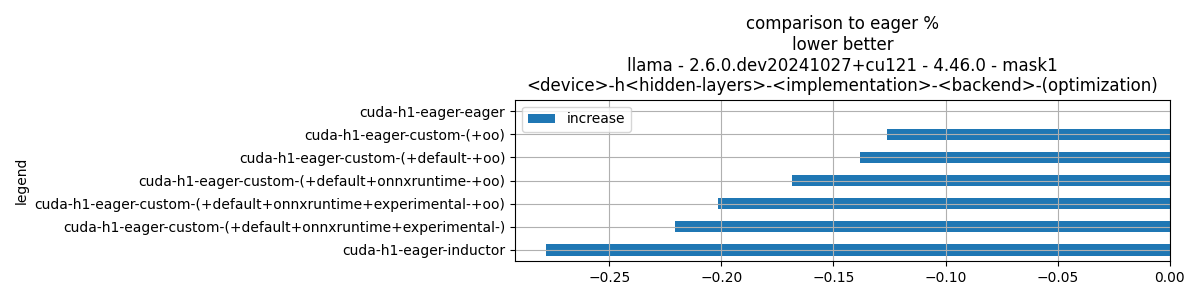 comparison to eager %
lower better
llama - 2.6.0.dev20241027+cu121 - 4.46.0 - mask1
<device>-h<hidden-layers>-<implementation>-<backend>-(optimization)
cuda-h1-eager-eager
increase
cuda-h1-eager-custom-(+oo)
cuda-h1-eager-custom-(+default-+oo)
legend
cuda-h1-eager-custom-(+default+onnxruntime-+oo)
cuda-h1-eager-custom-(+default+onnxruntime+experimental-+oo)
cuda-h1-eager-custom-(+default+onnxruntime+experimental-)
cuda-h1-eager-inductor
−0.25 −0.20 −0.15 −0.10 −0.05 0.00